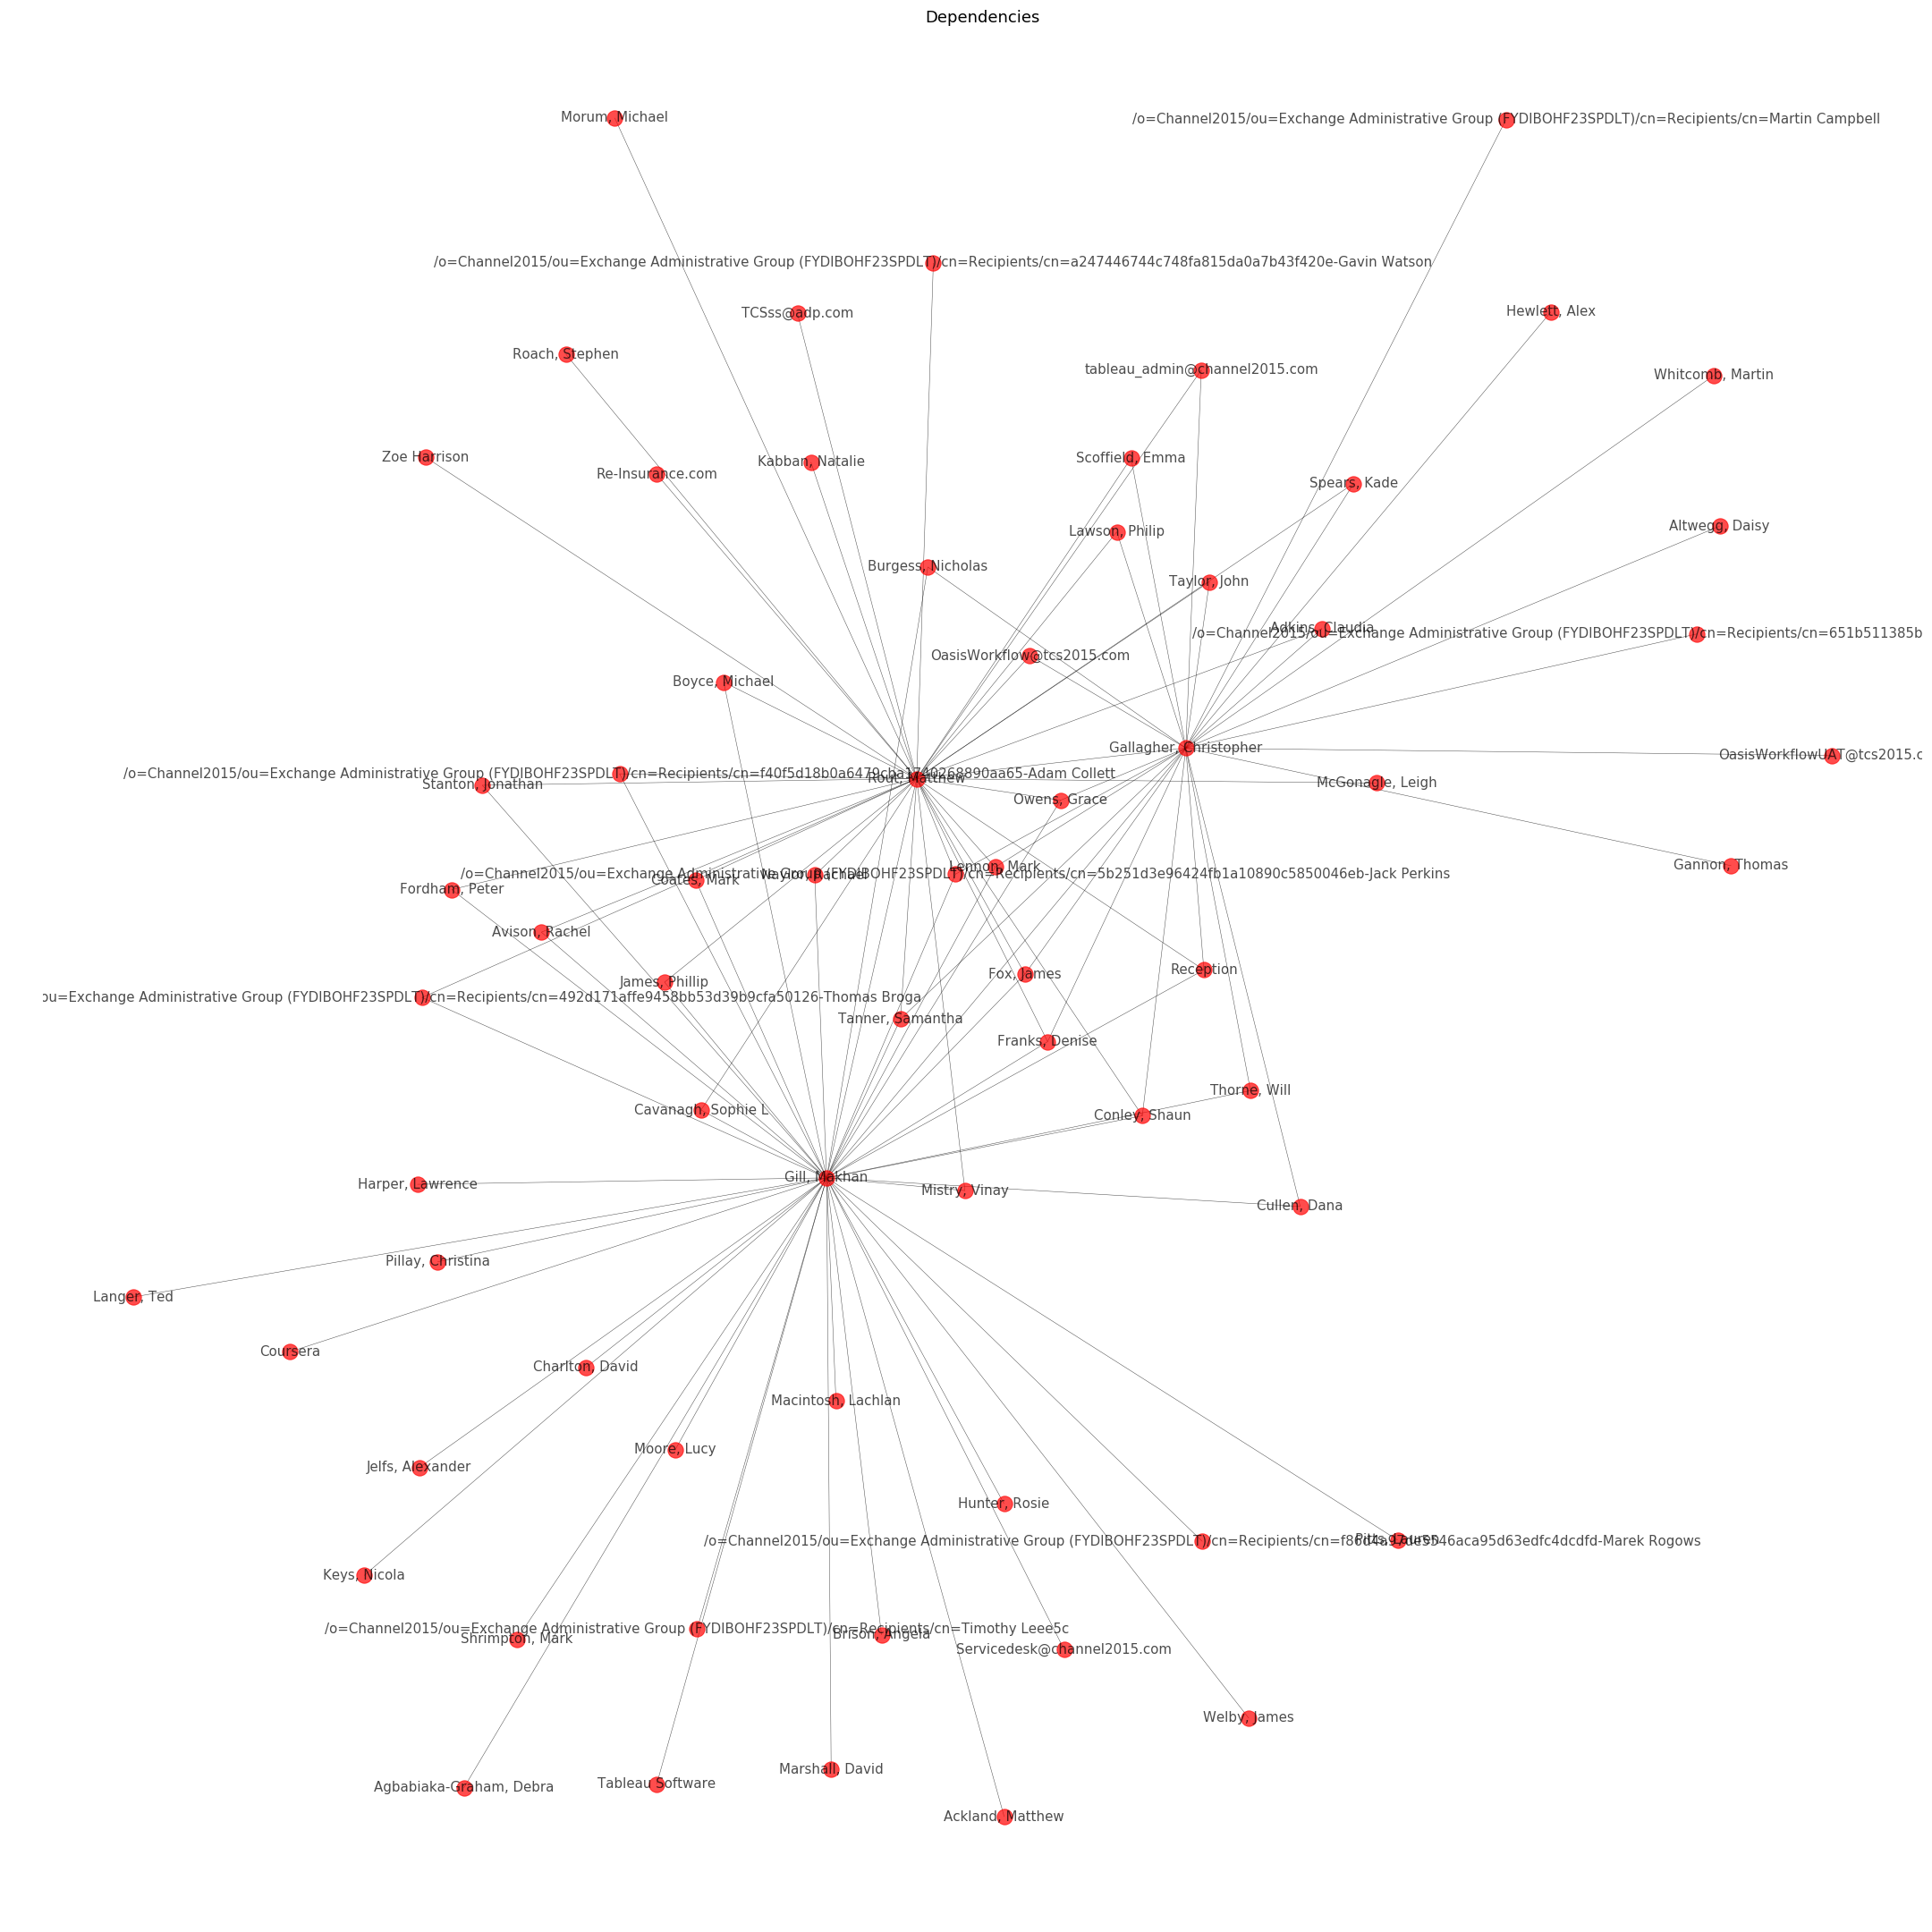 Dependencies
Morum, Michael
/o=Channel2015/ou=Exchange Administrative Group (FYDIBOHF23SPDLT)/cn=Recipients/cn=Martin Campbell
/o=Channel2015/ou=Exchange Administrative Group (FYDIBOHF23SPDLT)/cn=Recipients/cn=a247446744c748fa815da0a7b43f420e-Gavin Watson
TCSss@adp.com
Hewlett, Alex
Roach, Stephen
tableau_admin@channel2015.com
Whitcomb, Martin
Zoe Harrison
Scoffield, Emma
Kabban, Natalie
Re-Insurance.com
Spears, Kade
Altwegg, Daisy
Lawson, Philip
Burgess, Nicholas
Taylor, John
Adkins, Claudia
/o=Channel2015/ou=Exchange Administrative Group (FYDIBOHF23SPDLT)/cn=Recipients/cn=651b511385b
OasisWorkflow@tcs2015.com
Boyce, Michael
Gallagher, Christopher
OasisWorkflowUAT@tcs2015.c
/o=Channel2015/ou=Exchange Administrative Group (FYDIBOHF23SPDLT)/cn=Recipients/cn=f40f5d18b0a6479cba1740268890aa65-Adam Collett
Rout, Matthew
Stanton, Jonathan
McGonagle, Leigh
Owens, Grace
Lennon, Mark
Gannon, Thomas
/o=Channel2015/ou=Exchange Administrative Group (FYDIBOHF23SPDLT)/cn=Recipients/cn=5b251d3e96424fb1a10890c5850046eb-Jack Perkins
Naylor, Rachael
Coates, Mark
Fordham, Peter
Avison, Rachel
Reception
Fox, James
James, Phillip
ou=Exchange Administrative Group (FYDIBOHF23SPDLT)/cn=Recipients/cn=492d171affe9458bb53d39b9cfa50126-Thomas Broga
Tanner, Samantha
Franks, Denise
Thorne, Will
Cavanagh, Sophie L
Conley, Shaun
Gill, Makhan
Harper, Lawrence
Mistry, Vinay
Cullen, Dana
Pillay, Christina
Langer, Ted
Coursera
Charlton, David
Macintosh, Lachlan
Moore, Lucy
Jelfs, Alexander
Hunter, Rosie
/o=Channel2015/ou=Exchange Administrative Group (FYDIBOHF23SPDLT)/cn=Recipients/cn=f86d4a97de5546aca95d63edfc4dcdfd-Marek Rogows
Pitts, Lauren
Keys, Nicola
/o=Channel2015/ou=Exchange Administrative Group (FYDIBOHF23SPDLT)/cn=Recipients/cn=Timothy Leee5c
Brison, Angela
Shrimpton, Mark
Servicedesk@channel2015.com
Welby, James
Marshall, David
Tableau Software
Agbabiaka-Graham, Debra
Ackland, Matthew